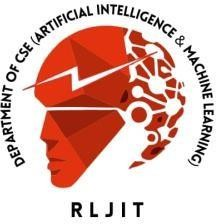 DEPARTMENT OF CSE (ARTIFICIAL INTELLIGENCE & MACHINE LEARNING)
RLJIT